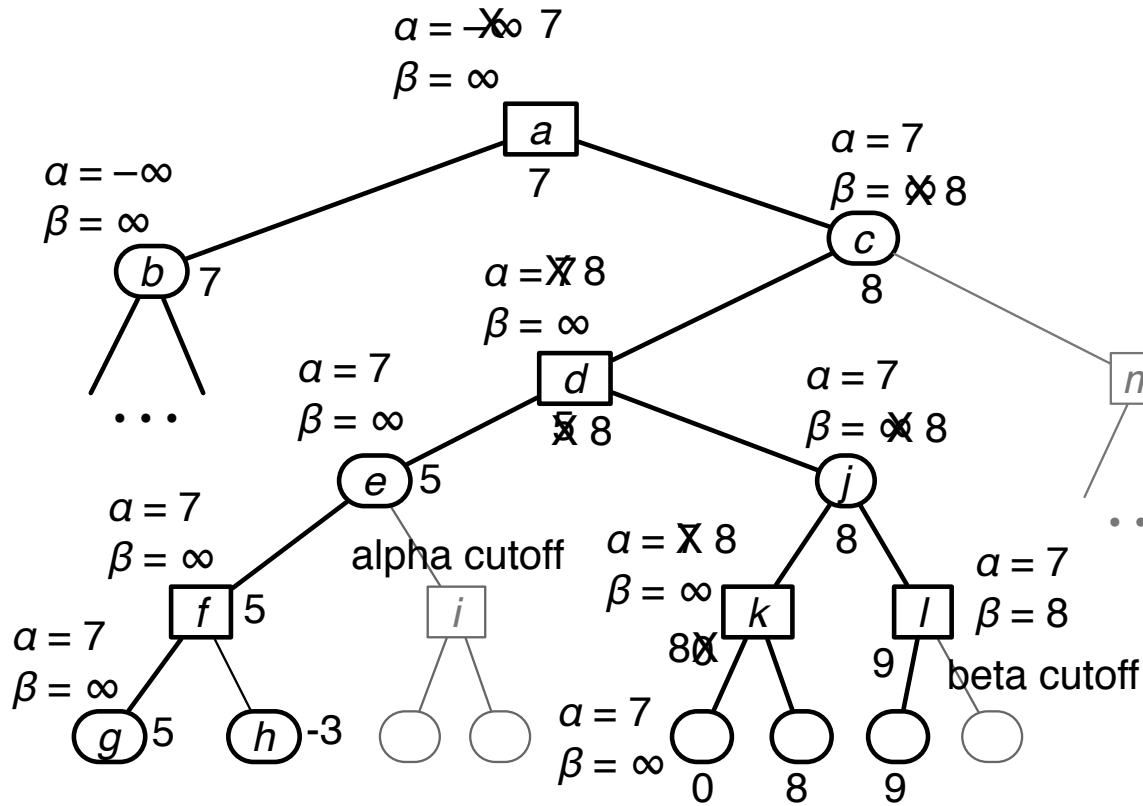 α = −∞ 7
β = ∞
a
7
α = 7
β = ∞ 8
c
8
α = −∞
β = ∞
b
7
α = 7 8
β = ∞
d
5 8
α = 7
β = ∞
e
5
α = 7
β = ∞ 8
j
8
α = 7
β = ∞
f
5
alpha cutoff
i
α = 7 8
β = ∞
k
8 0
l
9
α = 7
β = 8
beta cutoff
α = 7
β = ∞
g
5
h
-3
α = 7
β = ∞
0
8
9